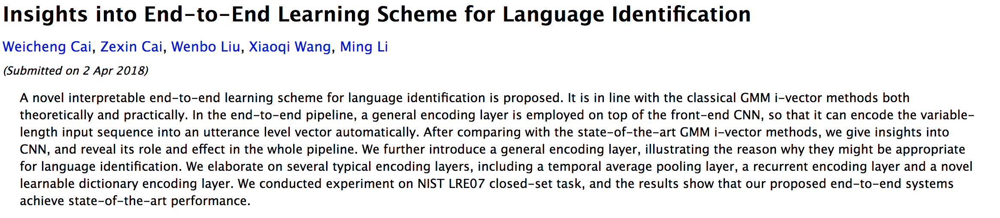 Insights into End-to-End Learning Scheme for Language Identification
Weicheng Cai, Zexin Cai, Wenbo Liu, Xiaoqi Wang, Ming Li
(Submitted on 2 Apr 2018)
A novel interpretable end-to-end learning scheme for language identification is proposed. It is in line with the classical GMM i-vector methods both
theoretically and practically. In the end-to-end pipeline, a general encoding layer is employed on top of the front-end CNN, so that it can encode the variable-
length input sequence into an utterance level vector automatically. After comparing with the state-of-the-art GMM i-vector methods, we give insights into
CNN, and reveal its role and effect in the whole pipeline. We further introduce a general encoding layer, illustrating the reason why they might be appropriate
for language identification. We elaborate on several typical encoding layers, including a temporal average pooling layer, a recurrent encoding layer and a novel
learnable dictionary encoding layer. We conducted experiment on NIST LRE07 closed-set task, and the results show that our proposed end-to-end systems
achieve state-of-the-art performance.